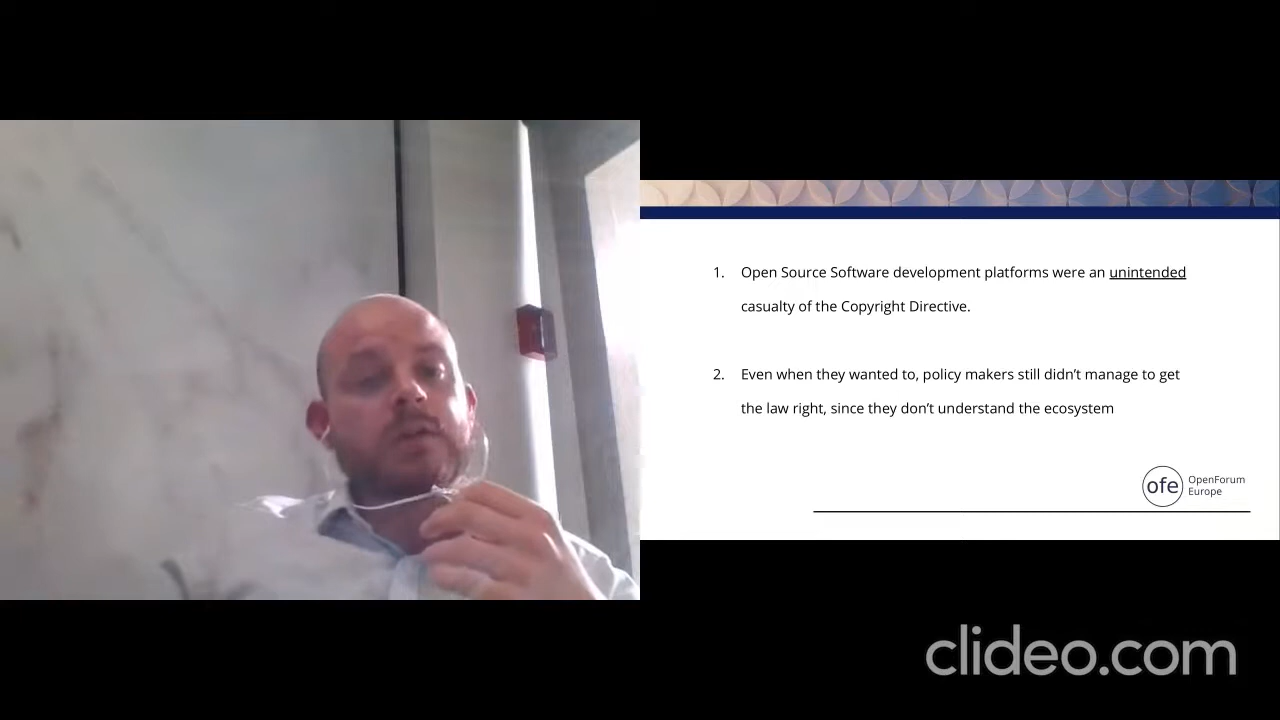 1. Open Source Software development platforms were an unintended
casualty of the Copyright Directive.
2. Even when they wanted to, policy makers still didn’t manage to get
the law right, since they don’t understand the ecosystem
ofe OpenForum
Europe
clideo.com